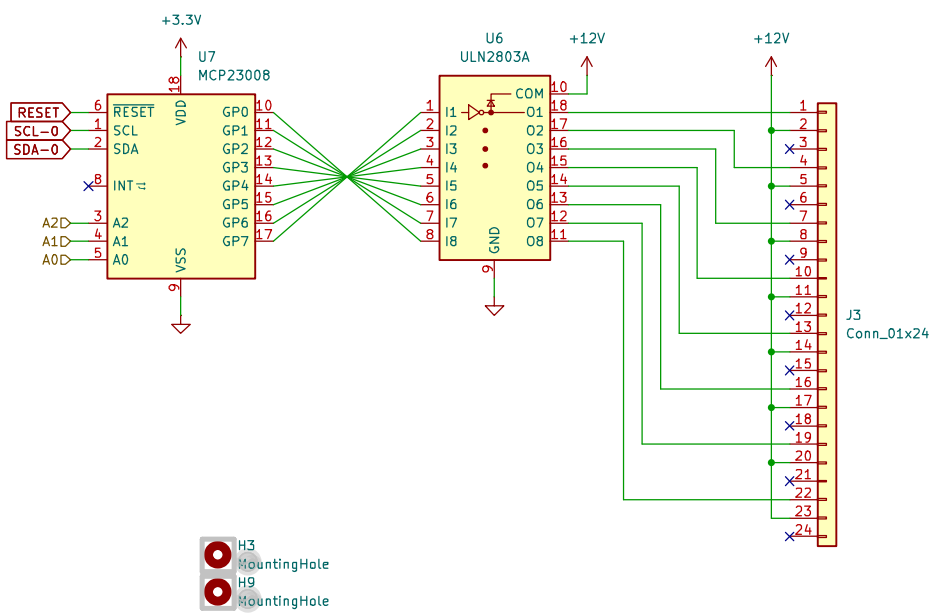 +3.3V
U7
MCP23008
18
VDD
RESET
SCL-0
SDA-0
6
1
2
8
3
4
5
RESET
SCL
SDA
INT
A2
A1
A0
A2
A1
A0
VSS
9
GP0
GP1
GP2
GP3
GP4
GP5
GP6
GP7
10
11
12
13
14
15
16
17
U6
ULN2803A
1
2
3
4
5
6
7
8
I1
I2
I3
I4
I5
I6
I7
I8
COM
O1
O2
O3
O4
O5
O6
O7
O8
10
18
17
16
15
14
13
12
11
GND
9
+12V
+12V
1
2
3
4
5
6
7
8
9
10
11
12
13
14
15
16
17
18
19
20
21
22
23
24
J3
Conn_01x24
H3
MountingHole
H9
MountingHole